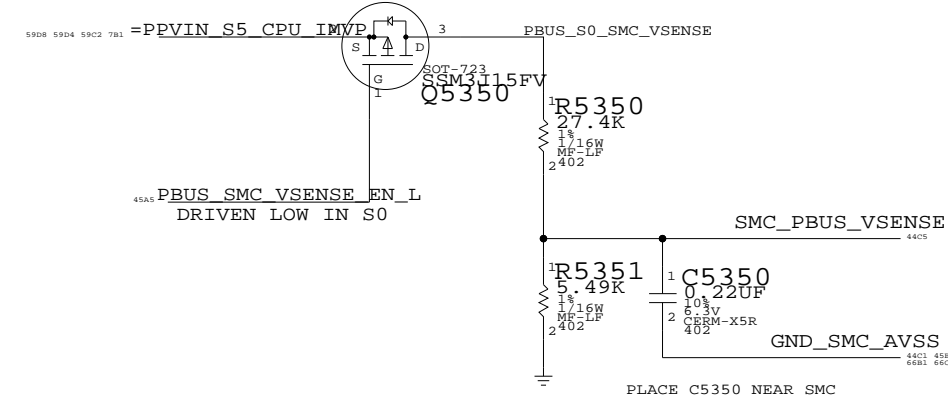 59D8 59D4 59C2 7B1 =PPVIN_S5_CPU_IMVP
3
PBUS_S0_SMC_VSENSE
S
D
G
1
SOT-723
SSM3J15FV
Q5350
1
R5350
27.4K
1%
1/16W
MF-LF
402
2
45A5 PBUS_SMC_VSENSE_EN_L
DRIVEN LOW IN S0
SMC_PBUS_VSENSE
44C5
1
R5351
5.49K
1%
1/16W
MF-LF
402
2
1
C5350
0.22UF
10%
6.3V
CERM-X5R
402
2
GND_SMC_AVSS
44C1
66B1
PLACE C5350 NEAR SMC